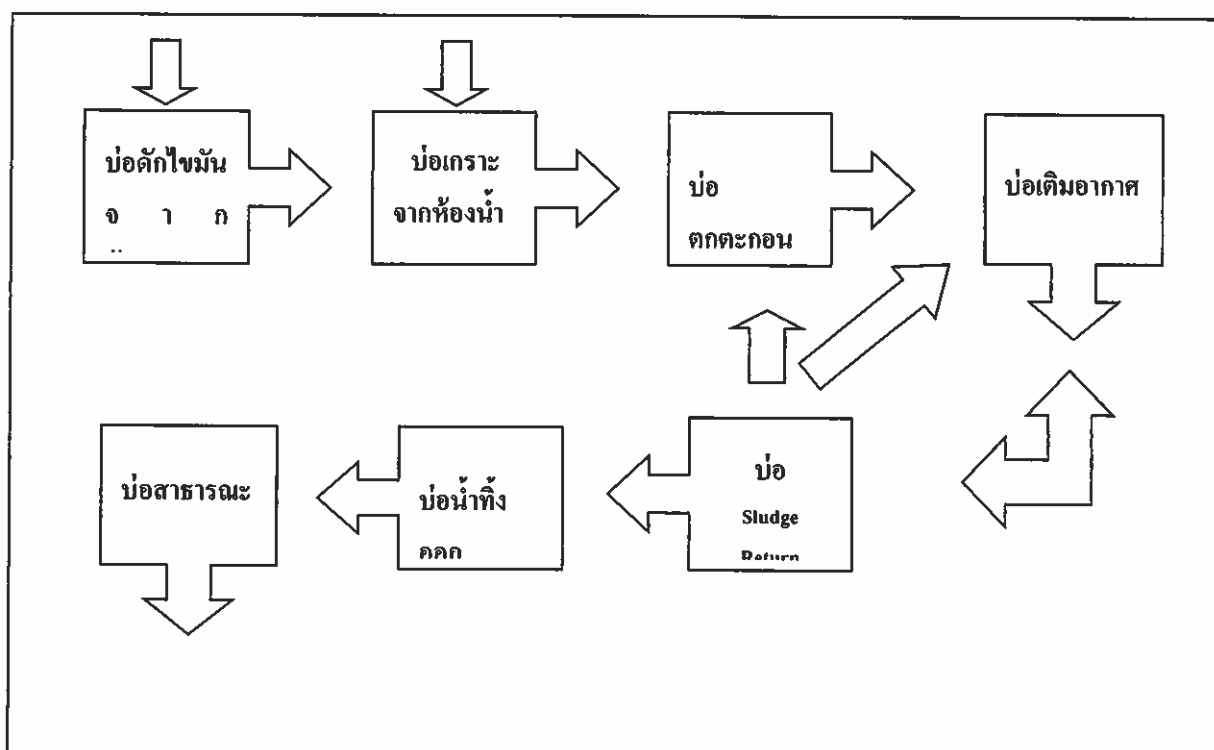 บ่อดักไขมัน
จ า ก
บ่อเกราะ
จากห้องน้ำ
บ่อ
ตกตะกอน
บ่อเติมอากาศ
บ่อสาธารณะ
บ่อน้ำทิ้ง
บ่อ
Sludge
Return